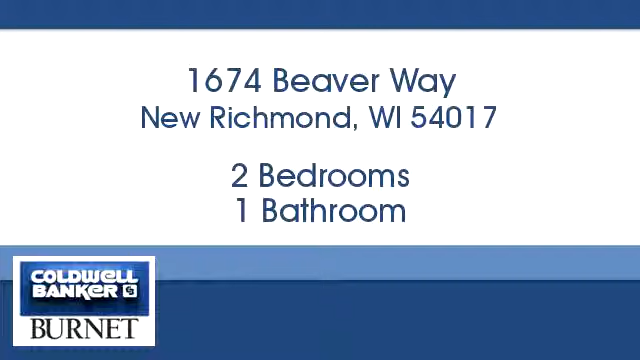 1674 Beaver Way
New Richmond, WI 54017
2 Bedrooms
1 Bathroom
COLDWELL
BANKER
BURNET